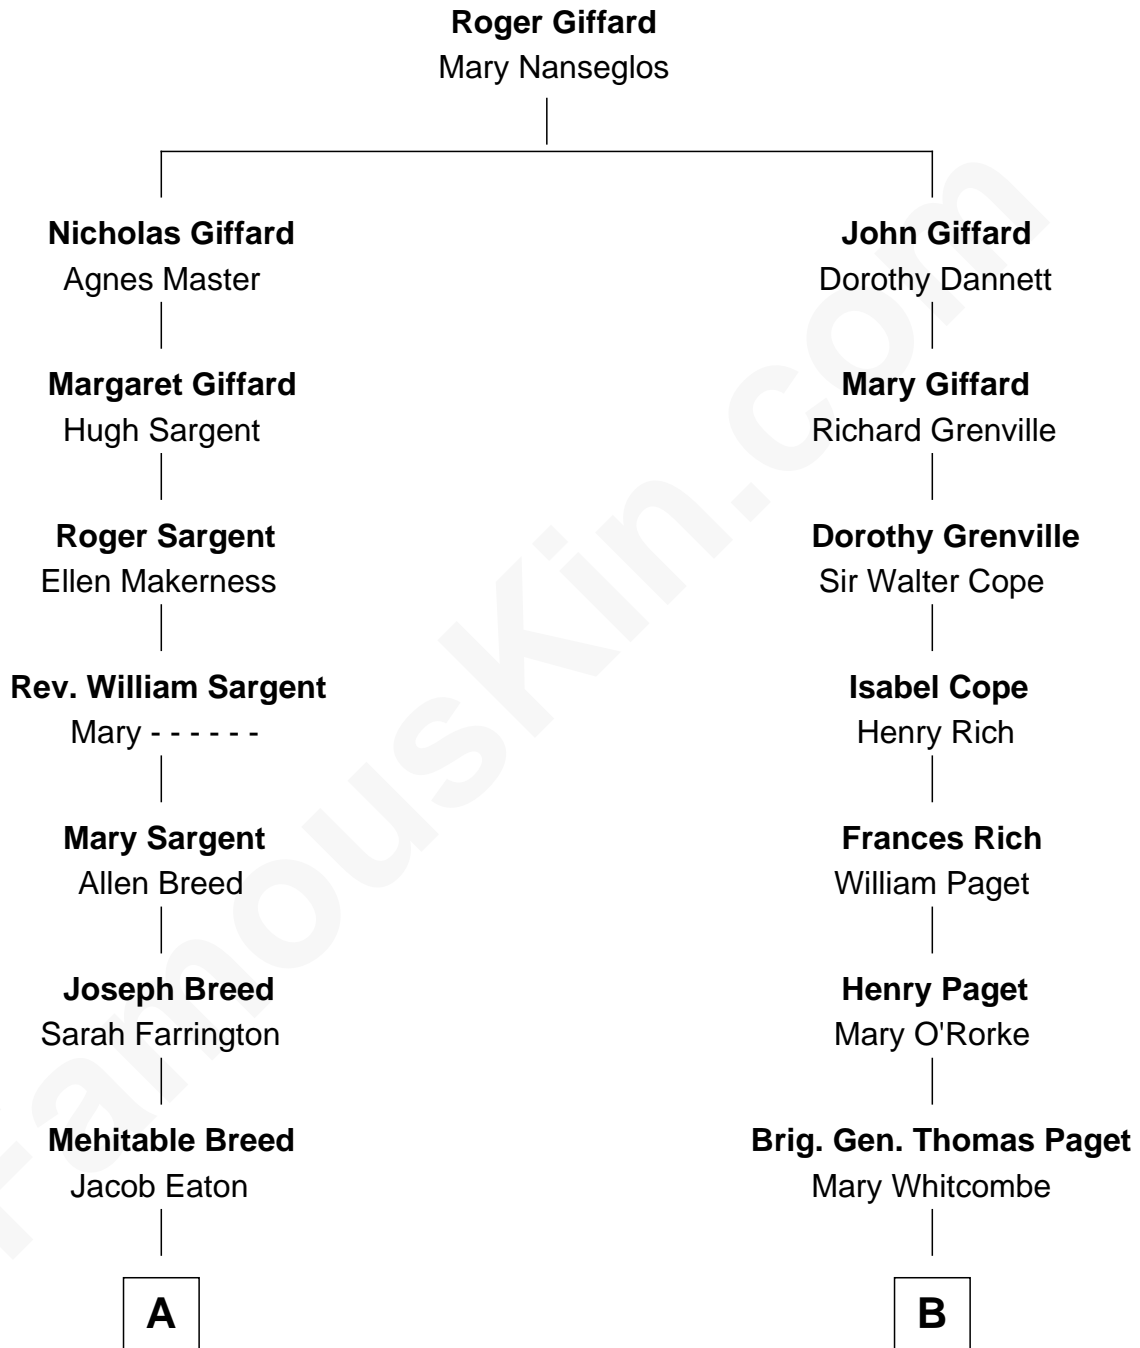 Roger Giffard
Mary Nanseglos
Nicholas Giffard
Agnes Master
John Giffard
Dorothy Dannett
Margaret Giffard
Hugh Sargent
Mary Giffard
Richard Grenville
Roger Sargent
Ellen Makerness
Dorothy Grenville
Sir Walter Cope
Rev. William Sargent
Mary - - - - - -
Isabel Cope
Henry Rich
Mary Sargent
Allen Breed
Frances Rich
William Paget
Joseph Breed
Sarah Farrington
Henry Paget
Mary O'Rorke
Mehitable Breed
Jacob Eaton
Brig. Gen. Thomas Paget
Mary Whitcombe
A
B
FamousKin.com